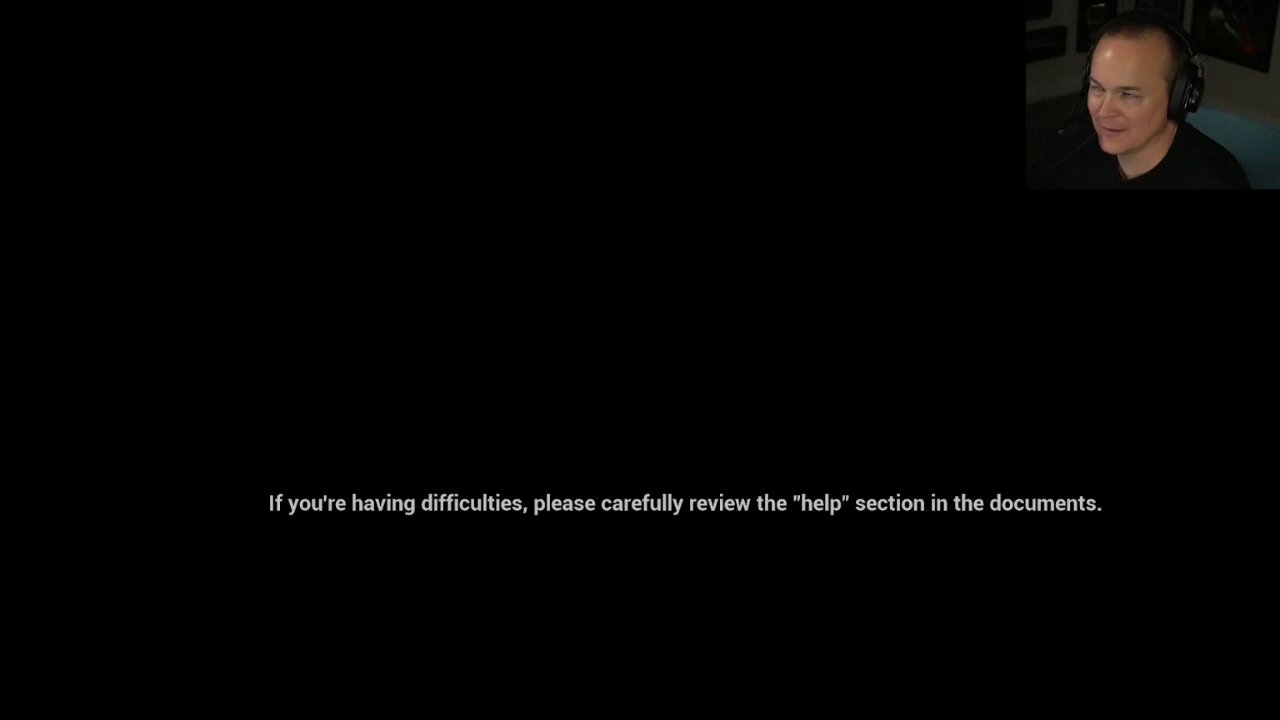 If you're having difficulties, please carefully review the "help" section in the documents.